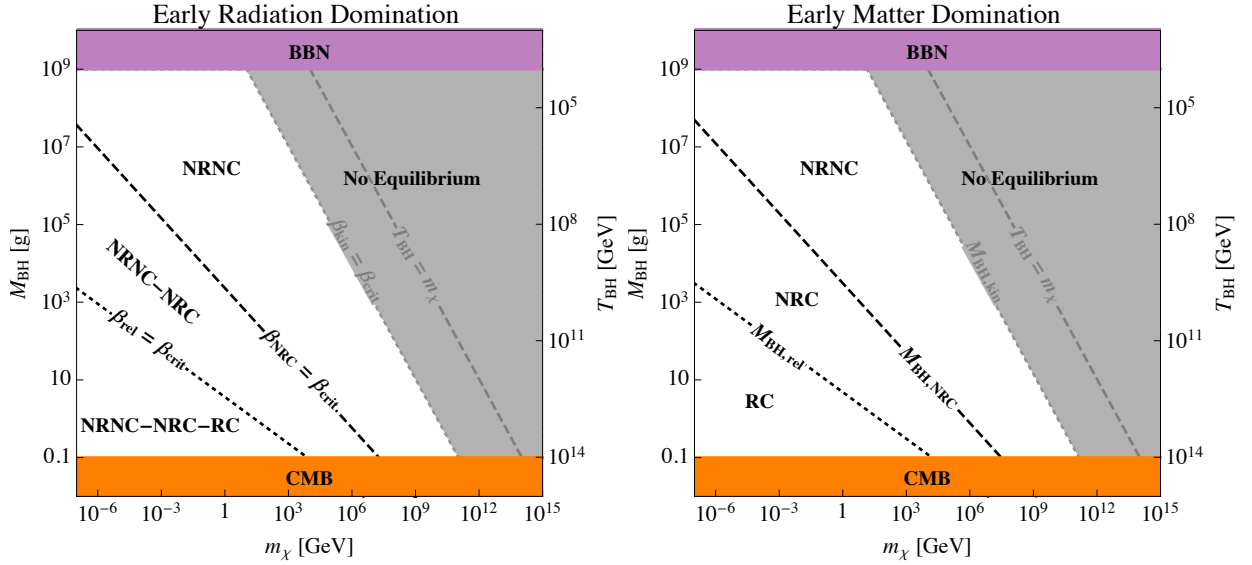 Early Radiation Domination
BBN
NRNC
No Equilibrium
NRNC–NRC
NRNC–NRC–RC
β_kin = β_crit.
T_BH = m_χ
β_rel = β_crit.
β_NRC = β_crit.
CMB
10^9
10^7
10^5
10^3
10
0.1
M_BH [g]
10^5
10^8
10^11
10^14
T_BH [GeV]
10^−6
10^−3
1
10^3
10^6
10^9
10^12
10^15
m_χ [GeV]
Early Matter Domination
BBN
NRNC
No Equilibrium
NRC
RC
M_BH,kin
T_BH = m_χ
M_BH,rel
M_BH,NRC
CMB
10^9
10^7
10^5
10^3
10
0.1
M_BH [g]
10^5
10^8
10^11
10^14
T_BH [GeV]
10^−6
10^−3
1
10^3
10^6
10^9
10^12
10^15
m_χ [GeV]